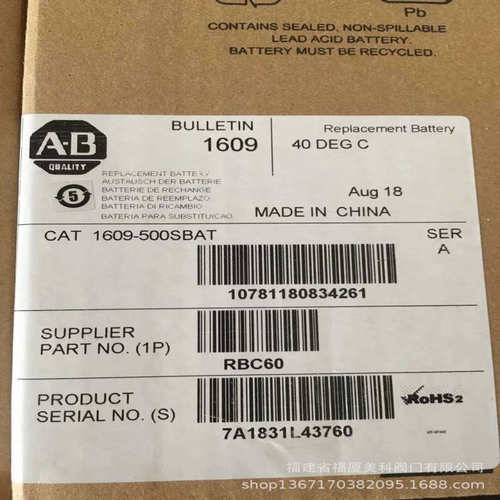 Pb
CONTAINS SEALED, NON-SPILLABLE
LEAD ACID BATTERY.
BATTERY MUST BE RECYCLED.
A-B
QUALITY
BULLETIN
1609
Replacement Battery
40 DEG C
REPLACEMENT BATTERY
AUSTAUSCH DER BATTERIE
BATTERIE DE RECHANGE
BATERIA DE REEMPLAZO
BATTERIA DI RICAMBIO
BATERIA PARA SUBSTITUICAO
5
Aug 18
MADE IN CHINA
CAT 1609-500SBAT
SER
A
10781180834261
SUPPLIER
PART NO. (1P)
RBC60
PRODUCT
SERIAL NO. (S)
7A1831L43760
RoHS2
福建省福厦美科阀门有限公司
shop1367170382095.1688.com